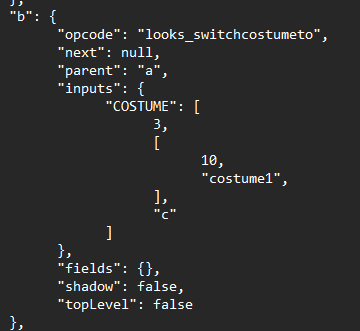 },
"b": {
"opcode": "looks_switchcostumeto",
"next": null,
"parent": "a",
"inputs": {
"COSTUME": [
3,
[
10,
"costume1",
],
"c"
]
},
"fields": {},
"shadow": false,
"topLevel": false
},